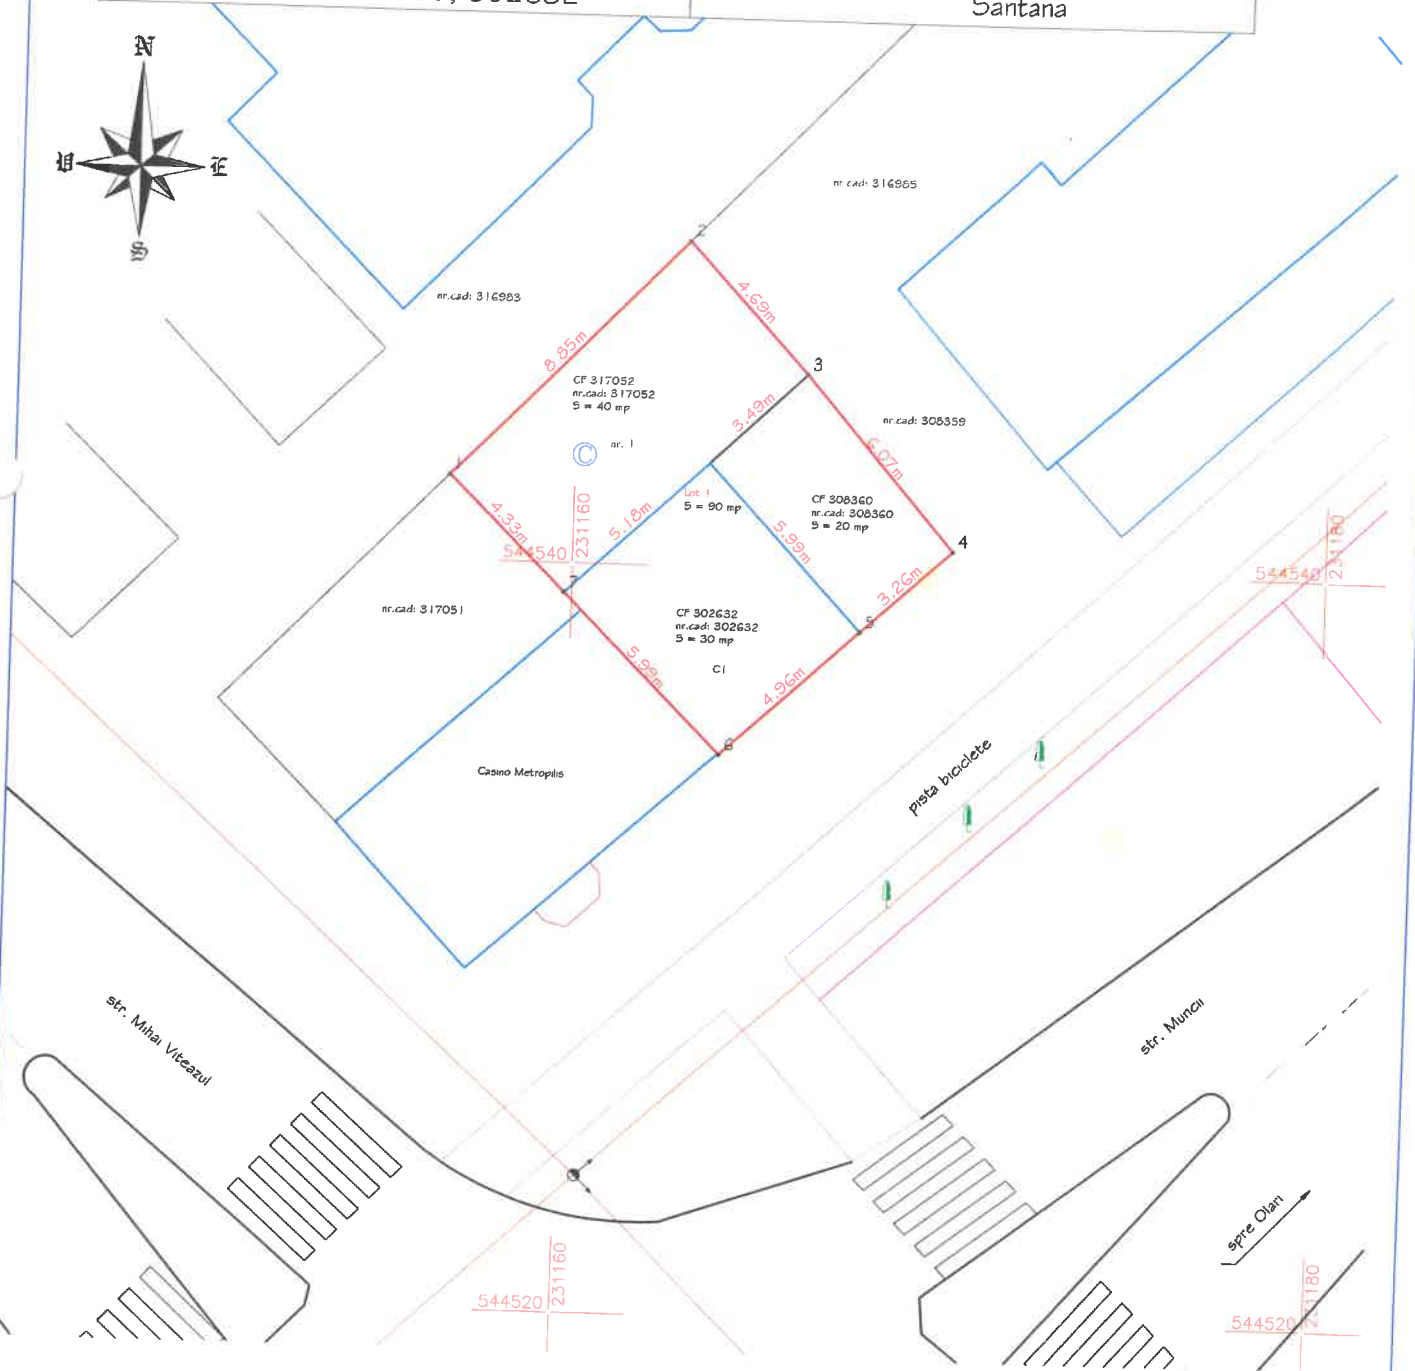 Santana
N
E
S
nr cad: 316985
2
nr.cad: 316983
4.69m
8.85m
3
CF 317052
nr.cad: 317052
S = 40 mp
3.49m
nr.cad: 308359
nr. 1
C
6.07m
1
Lot 1
S = 90 mp
CF 308360
nr.cad: 308360
S = 20 mp
4.33m
231160
5.18m
5.99m
4
544540
231180
544540
7
3.26m
nr.cad: 317051
CF 302632
nr.cad: 302632
S = 30 mp
5
5.99m
C1
4.96m
6
Casino Metropilis
pista biciclete
str. Mihai Viteazul
str. Muncii
spre Olari
231160
544520
231180
544520